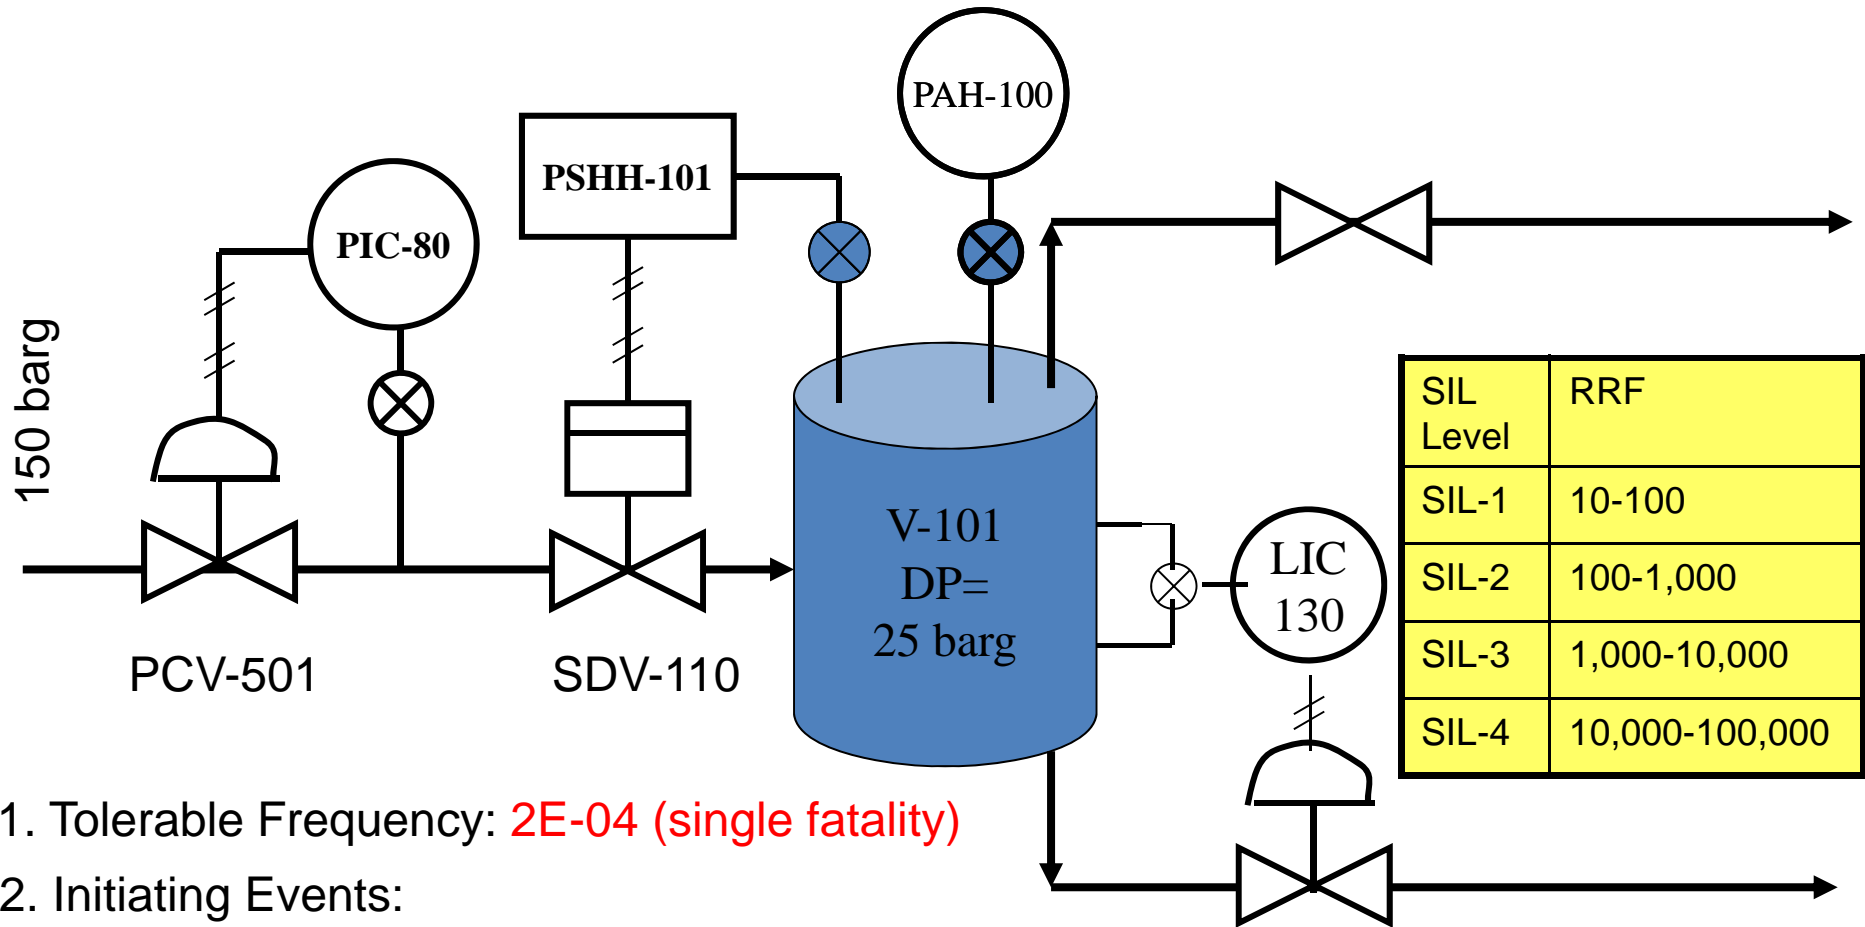 PAH-100
PSHH-101
PIC-80
150 barg
SIL Level RRF
SIL-1 10-100
SIL-2 100-1,000
SIL-3 1,000-10,000
SIL-4 10,000-100,000
V-101
DP=
25 barg
LIC
130
PCV-501
SDV-110
1. Tolerable Frequency: 2E-04 (single fatality)
2. Initiating Events: